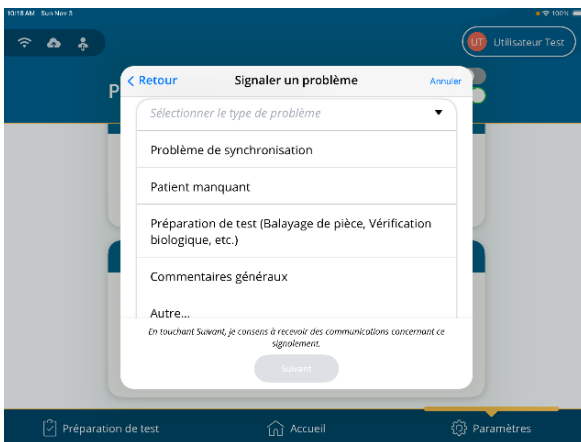 10:18 AM Sun Nov 3
100%
UT Utilisateur Test
P
Retour Signaler un problème Annuler
Sélectionner le type de problème
Problème de synchronisation
Patient manquant
Préparation de test (Balayage de pièce, Vérification
biologique, etc.)
Commentaires généraux
Autre...
En touchant Suivant, je consens à recevoir des communications concernant ce
signalement.
Suivant
Préparation de test Accueil Paramètres